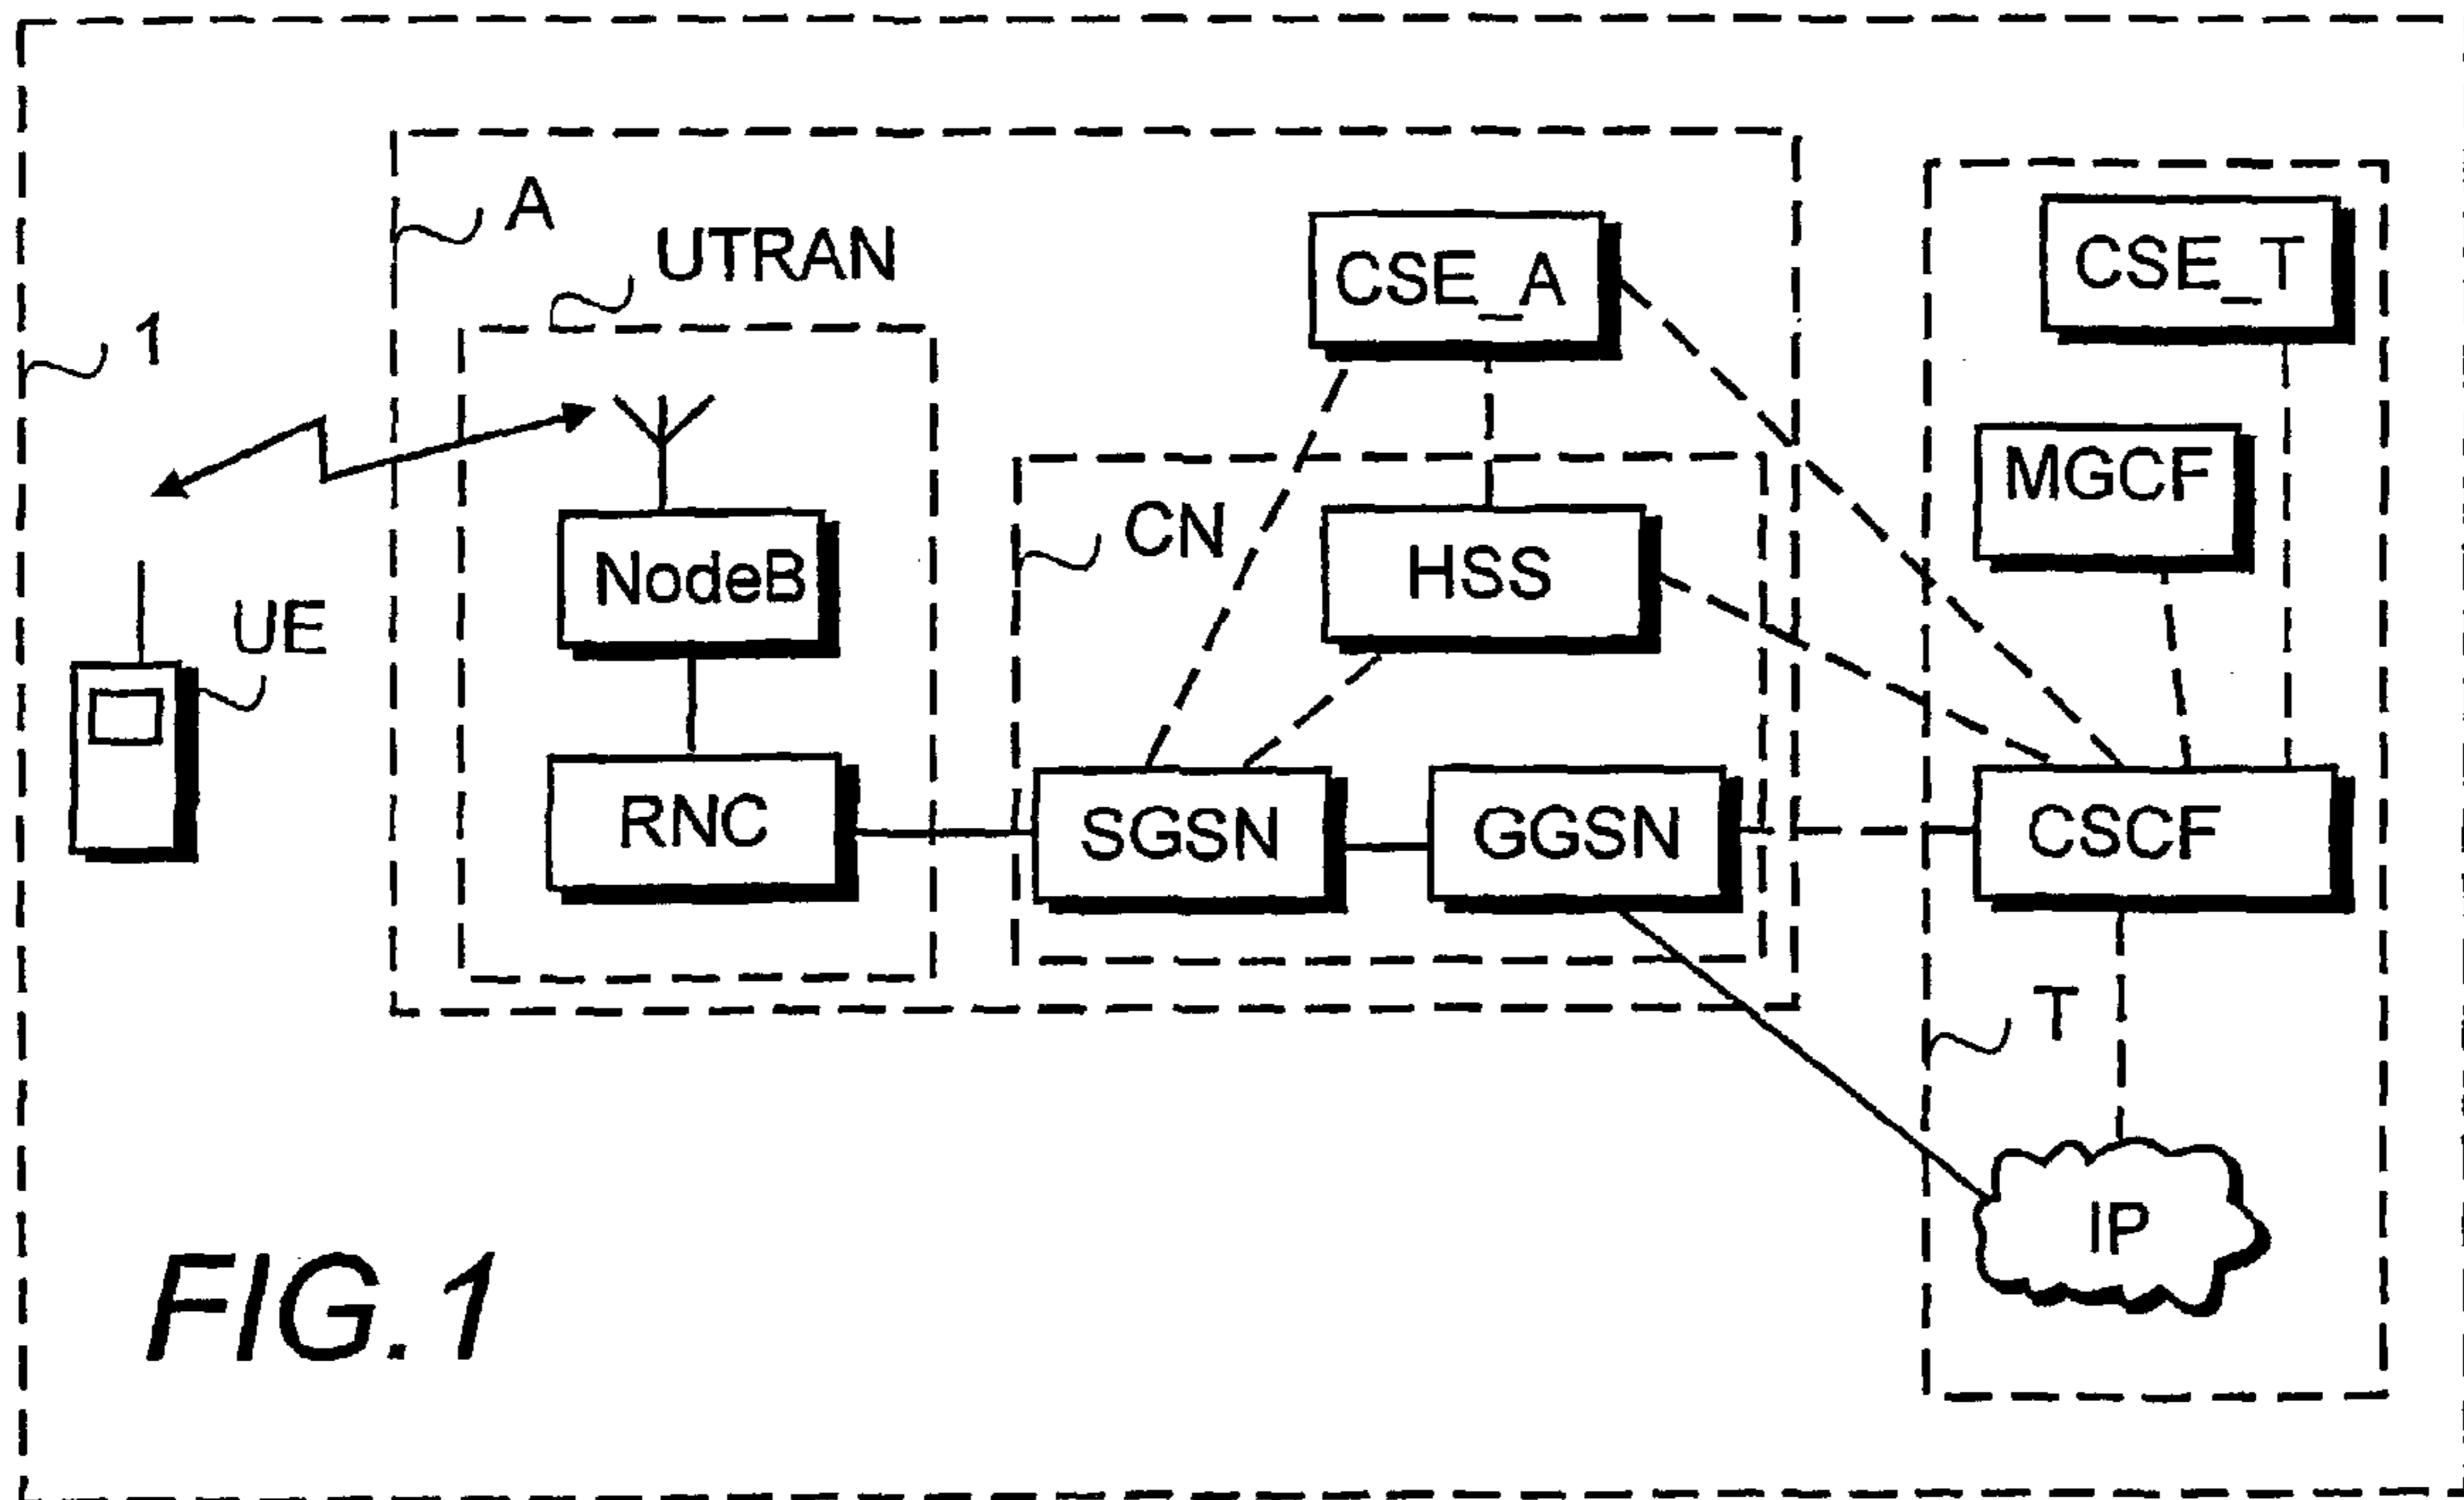 A
UTRAN
1
CSE_A
CSE_T
MGCF
CN
HSS
NodeB
UE
RNC
SGSN
GGSN
CSCF
T
IP
FIG.1